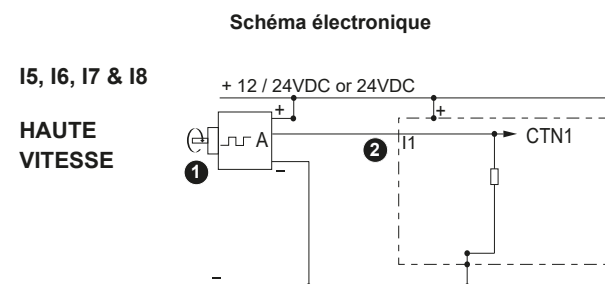 Schéma électronique
I5, I6, I7 & I8
HAUTE
VITESSE
+ 12 / 24VDC or 24VDC
+
+
A
I1
CTN1
1
2
–
–